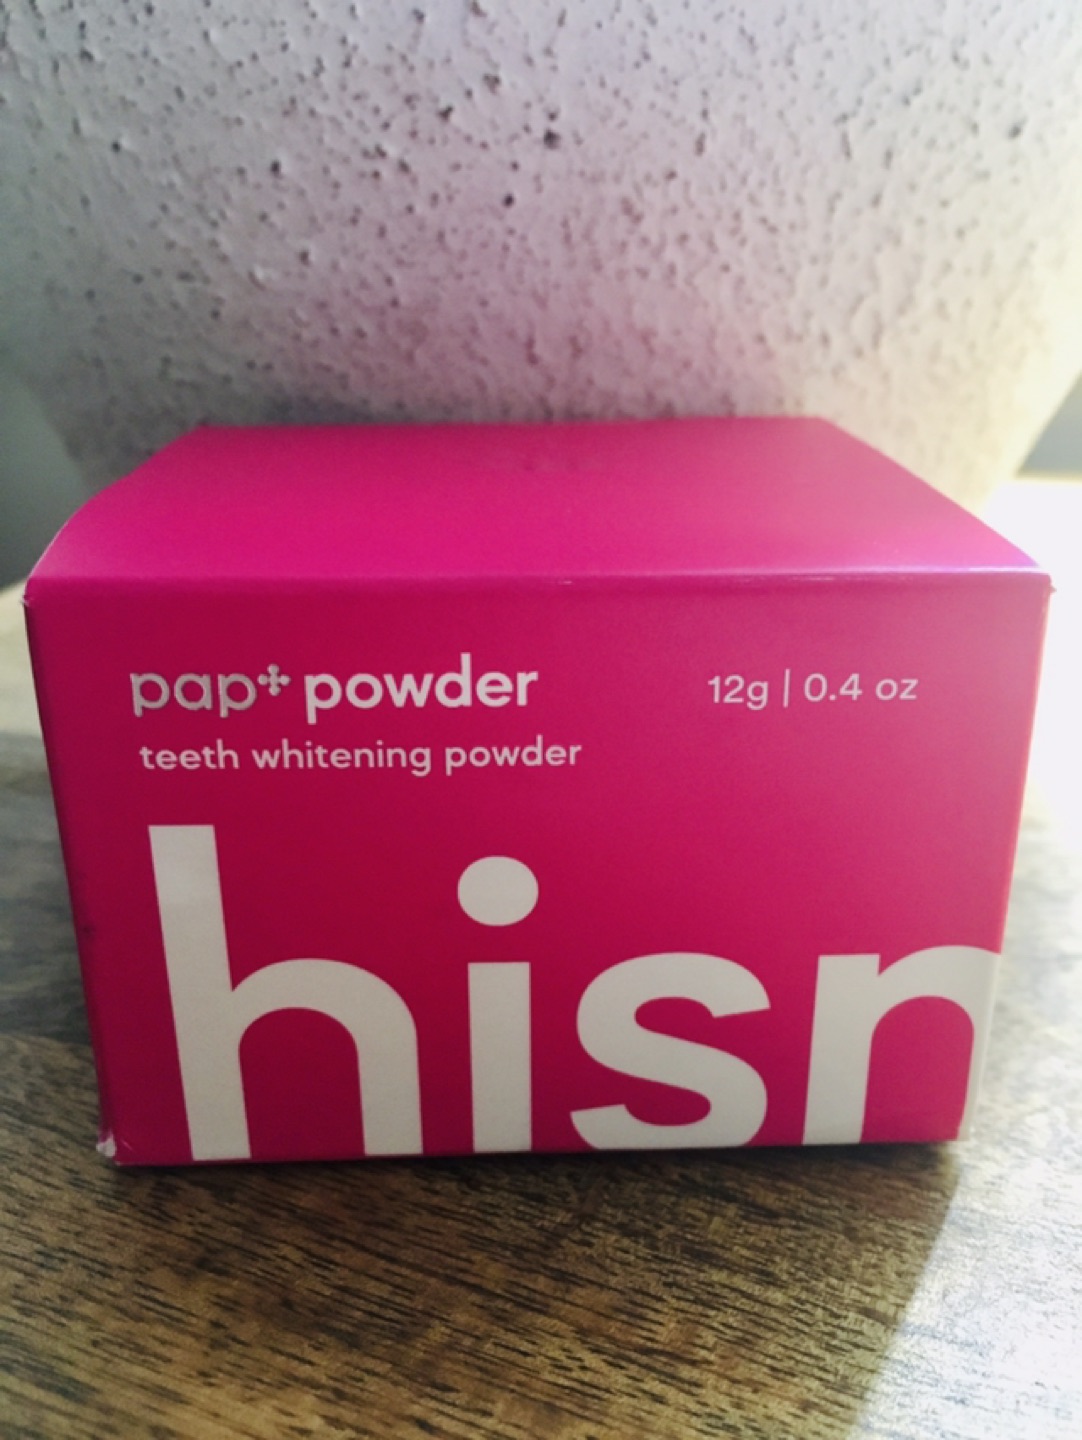 pap+ powder
12g | 0.4 oz
teeth whitening powder
hisn